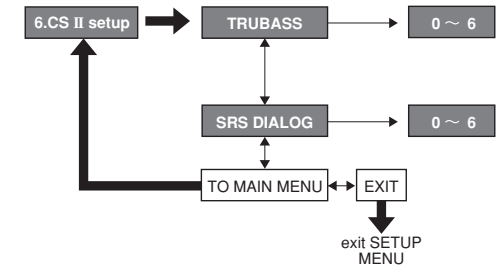 6.CS II setup
TRUBASS
0～ 6
SRS DIALOG
0～ 6
TO MAIN MENU
EXIT
exit SETUP
MENU